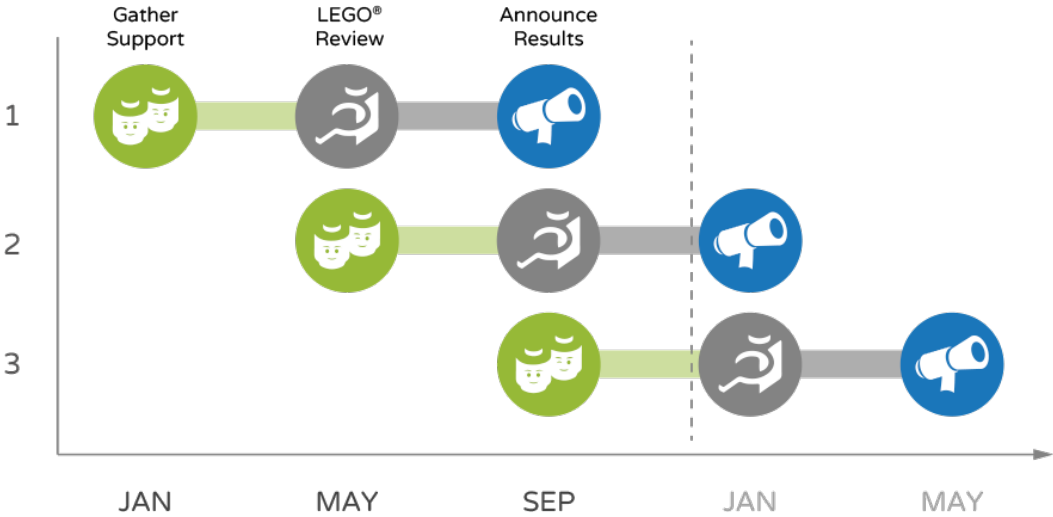 Gather
Support
LEGO®
Review
Announce
Results
1
2
3
JAN
MAY
SEP
JAN
MAY